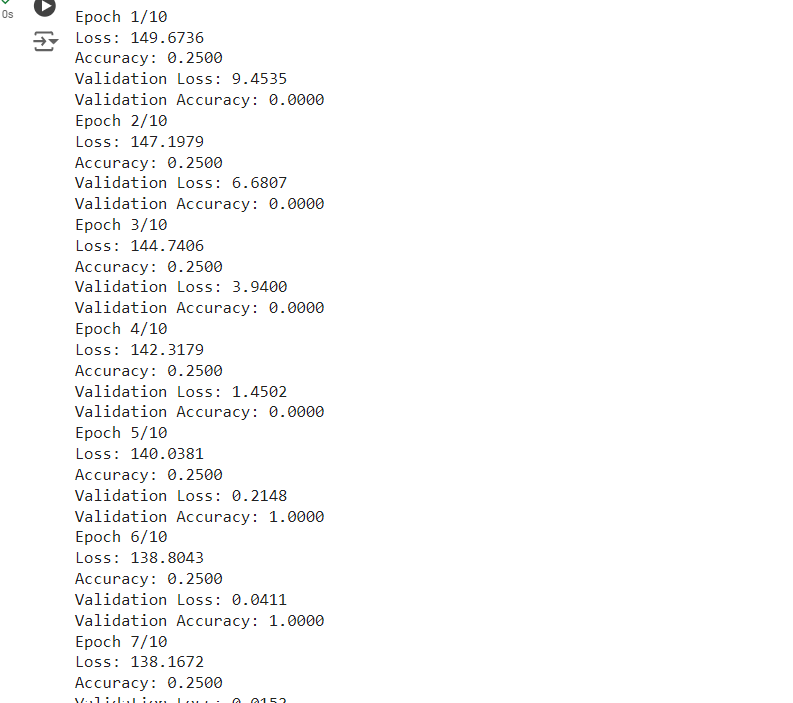 0s
Epoch 1/10
Loss: 149.6736
Accuracy: 0.2500
Validation Loss: 9.4535
Validation Accuracy: 0.0000
Epoch 2/10
Loss: 147.1979
Accuracy: 0.2500
Validation Loss: 6.6807
Validation Accuracy: 0.0000
Epoch 3/10
Loss: 144.7406
Accuracy: 0.2500
Validation Loss: 3.9400
Validation Accuracy: 0.0000
Epoch 4/10
Loss: 142.3179
Accuracy: 0.2500
Validation Loss: 1.4502
Validation Accuracy: 0.0000
Epoch 5/10
Loss: 140.0381
Accuracy: 0.2500
Validation Loss: 0.2148
Validation Accuracy: 1.0000
Epoch 6/10
Loss: 138.8043
Accuracy: 0.2500
Validation Loss: 0.0411
Validation Accuracy: 1.0000
Epoch 7/10
Loss: 138.1672
Accuracy: 0.2500
Validation Loss: 0.0152